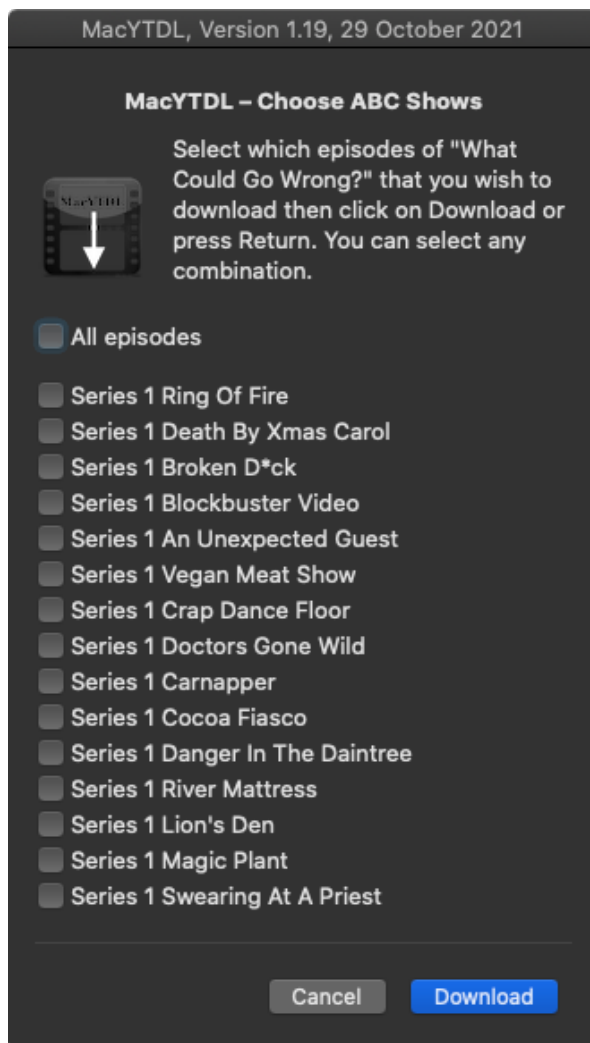 MacYTDL, Version 1.19, 29 October 2021
MacYTDL – Choose ABC Shows
Select which episodes of "What
Could Go Wrong?" that you wish to
download then click on Download or
press Return. You can select any
combination.
MacYTDL
All episodes
Series 1 Ring Of Fire
Series 1 Death By Xmas Carol
Series 1 Broken D*ck
Series 1 Blockbuster Video
Series 1 An Unexpected Guest
Series 1 Vegan Meat Show
Series 1 Crap Dance Floor
Series 1 Doctors Gone Wild
Series 1 Carnapper
Series 1 Cocoa Fiasco
Series 1 Danger In The Daintree
Series 1 River Mattress
Series 1 Lion's Den
Series 1 Magic Plant
Series 1 Swearing At A Priest
Cancel
Download